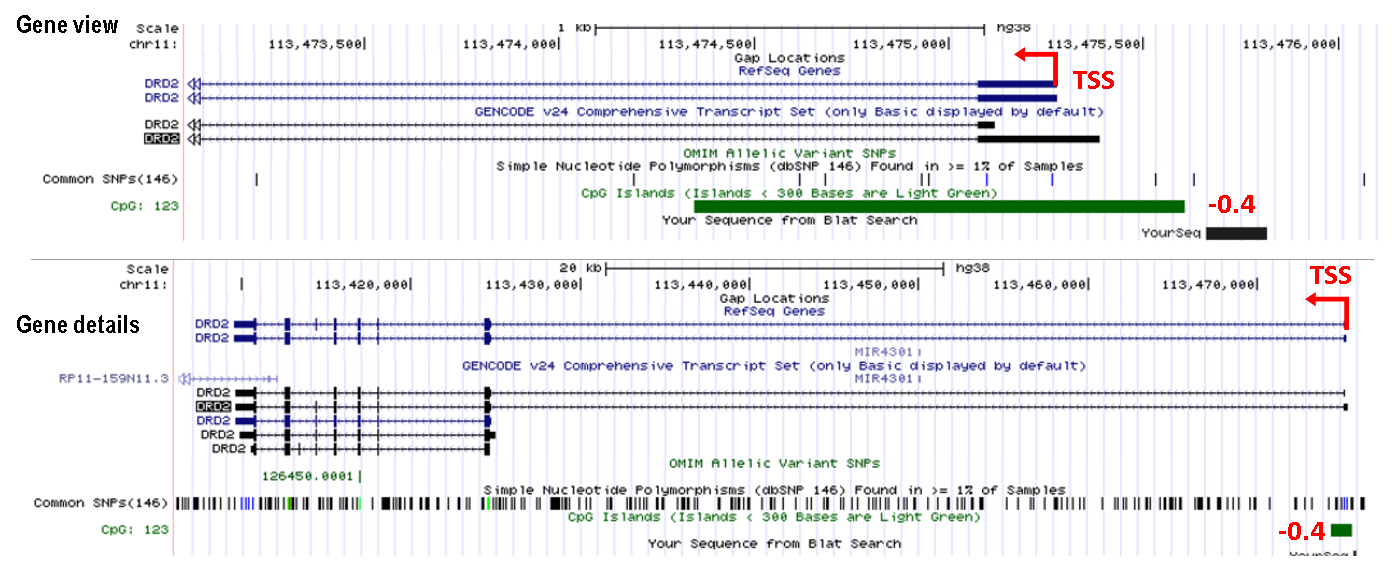 Gene view
Scale 1 kb hg38
chr11: 113,473,500 113,474,000 113,474,500 113,475,000 113,475,500 113,476,000
Gap Locations
RefSeq Genes
DRD2 TSS
DRD2
GENCODE v24 Comprehensive Transcript Set (only Basic displayed by default)
DRD2
DRD2
OMIM Allelic Variant SNPs
Simple Nucleotide Polymorphisms (dbSNP 146) Found in >= 1% of Samples
Common SNPs(146)
CpG Islands (Islands < 300 Bases are Light Green)
CpG: 123 -0.4
Your Sequence from Blat Search
YourSeq
Scale 20 kb hg38
TSS
chr11: 113,420,000 113,430,000 113,440,000 113,450,000 113,460,000 113,470,000
Gap Locations
RefSeq Genes
Gene details
DRD2
DRD2
MIR4301
GENCODE v24 Comprehensive Transcript Set (only Basic displayed by default)
RP11-159N11.3 MIR4301
DRD2
DRD2
DRD2
DRD2
DRD2
OMIM Allelic Variant SNPs
126450.0001
Simple Nucleotide Polymorphisms (dbSNP 146) Found in >= 1% of Samples
Common SNPs(146)
CpG Islands (Islands < 300 Bases are Light Green)
CpG: 123 -0.4
Your Sequence from Blat Search
YourSeq